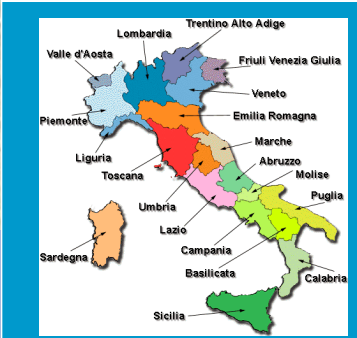 Trentino Alto Adige
Lombardia
Valle d'Aosta
Friuli Venezia Giulia
Veneto
Piemonte
Emilia Romagna
Marche
Liguria
Abruzzo
Toscana
Molise
Puglia
Umbria
Lazio
Campania
Sardegna
Basilicata
Calabria
Sicilia